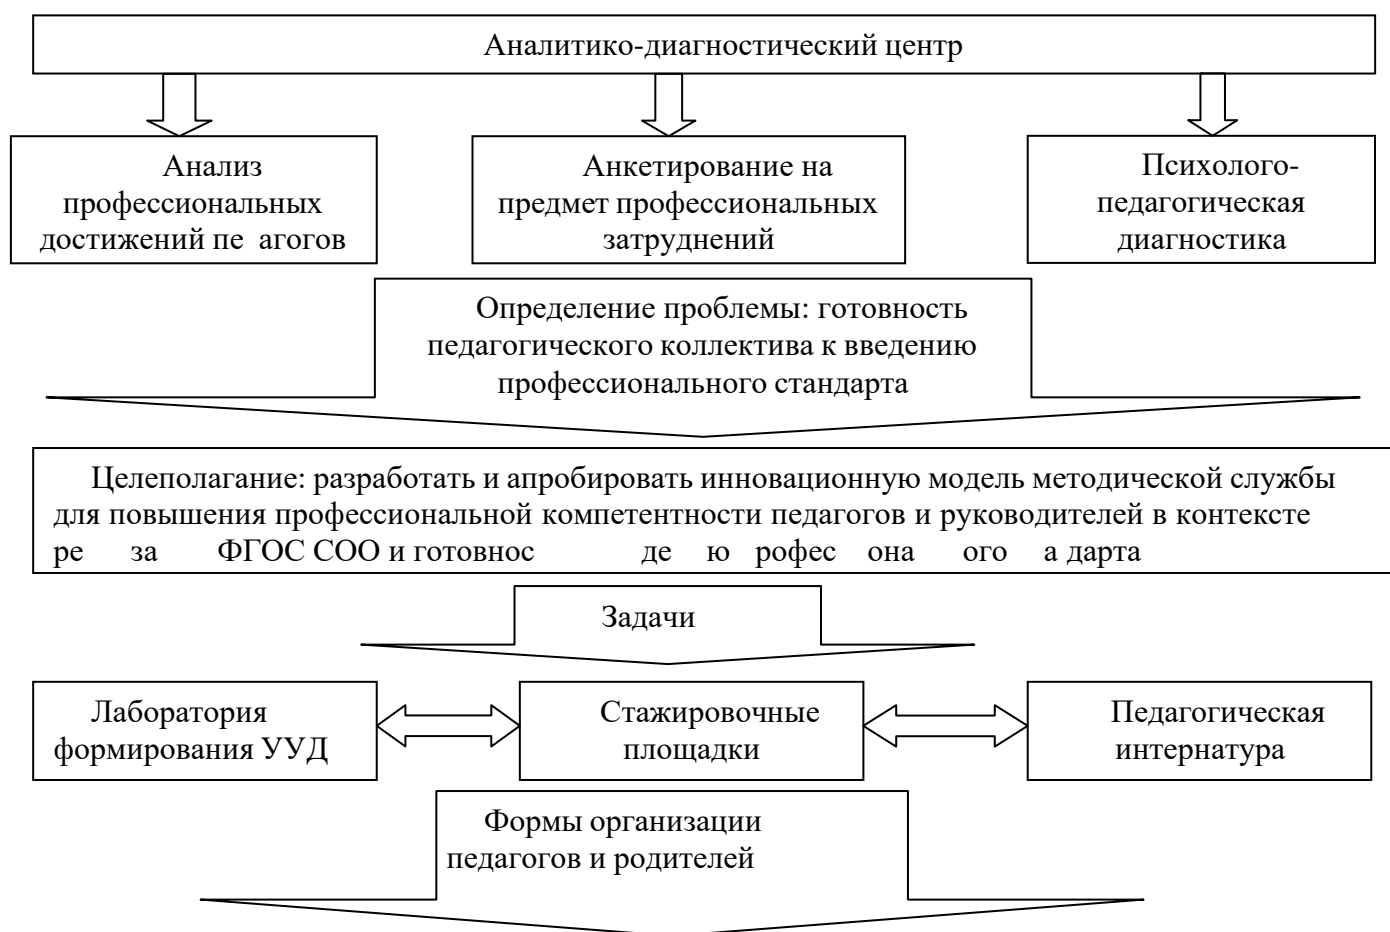 Аналитико-диагностический центр
Анализ
профессиональных
достижений пе агогов
Анкетирование на
предмет профессиональных
затруднений
Психолого-
педагогическая
диагностика
Определение проблемы: готовность
педагогического коллектива к введению
профессионального стандарта
Целеполагание: разработать и апробировать инновационную модель методической службы
для повышения профессиональной компетентности педагогов и руководителей в контексте
ФГОС СОО и
Задачи
Лаборатория
формирования УУД
Стажировочные
площадки
Педагогическая
интернатура
Формы организации
педагогов и родителей